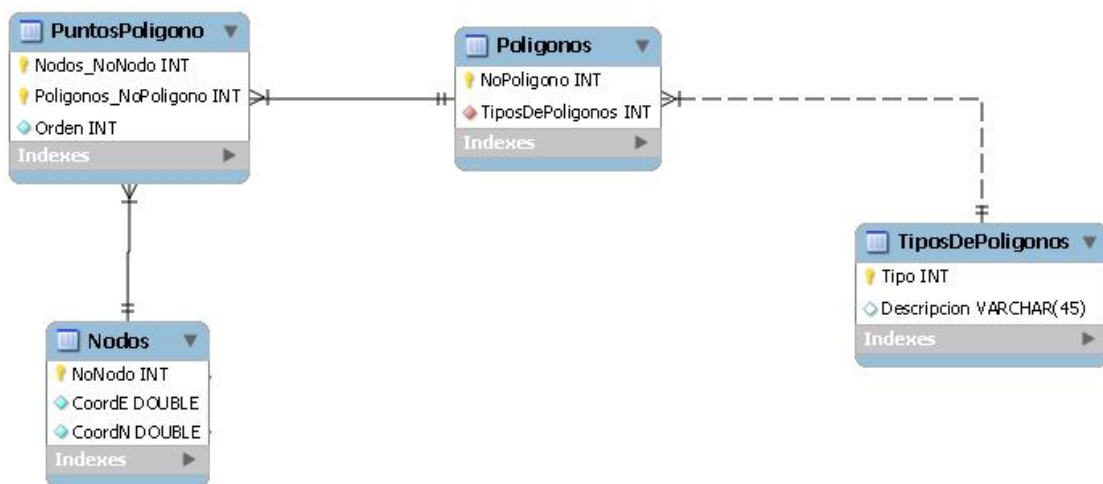 PuntosPoligono
Nodos_NoNodo INT
Poligonos_NoPoligono INT
Orden INT
Indexes
Poligonos
NoPoligono INT
TiposDePoligonos INT
Indexes
TiposDePoligonos
Tipo INT
Descripcion VARCHAR(45)
Indexes
Nodos
NoNodo INT
CoordE DOUBLE
CoordN DOUBLE
Indexes